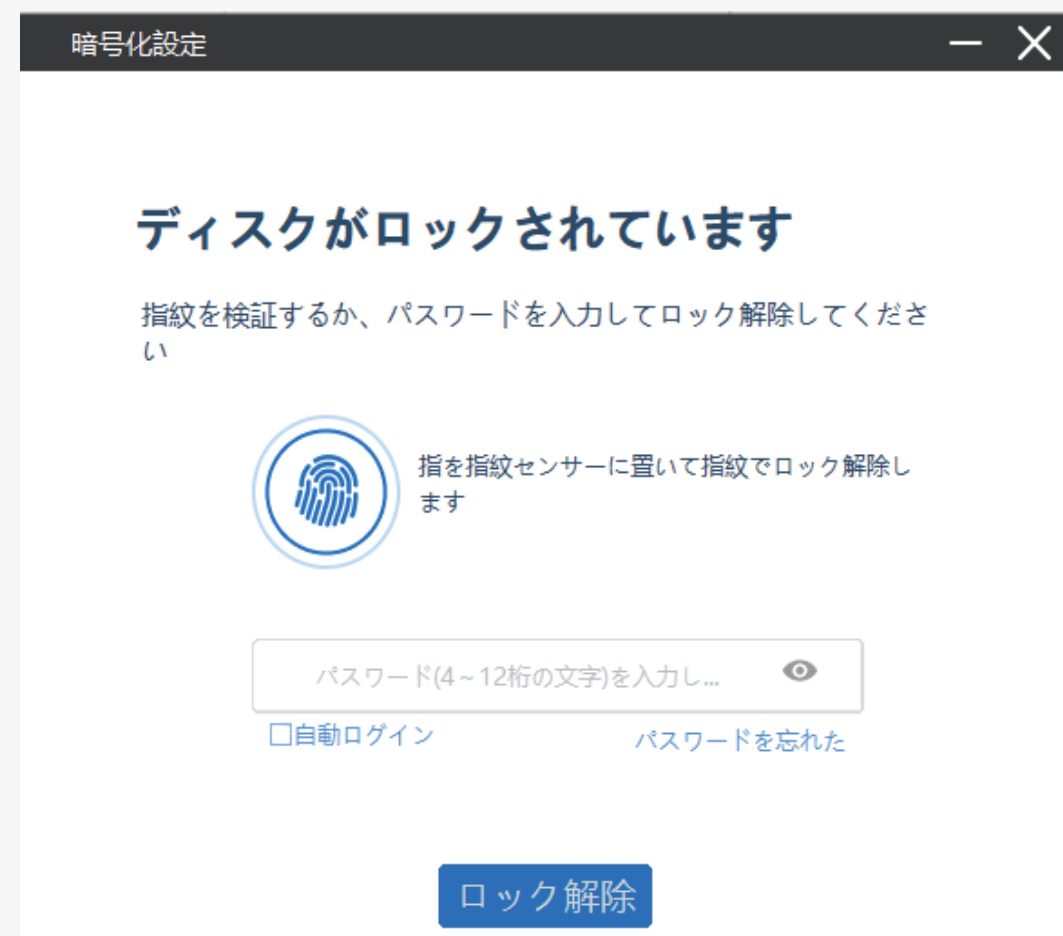 暗号化設定
ディスクがロックされています
指紋を検証するか、パスワードを入力してロック解除してくださ
い
指を指紋センサーに置いて指紋でロック解除し
ます
パスワード(4~12桁の文字)を入力し...
自動ログイン
パスワードを忘れた
ロック解除